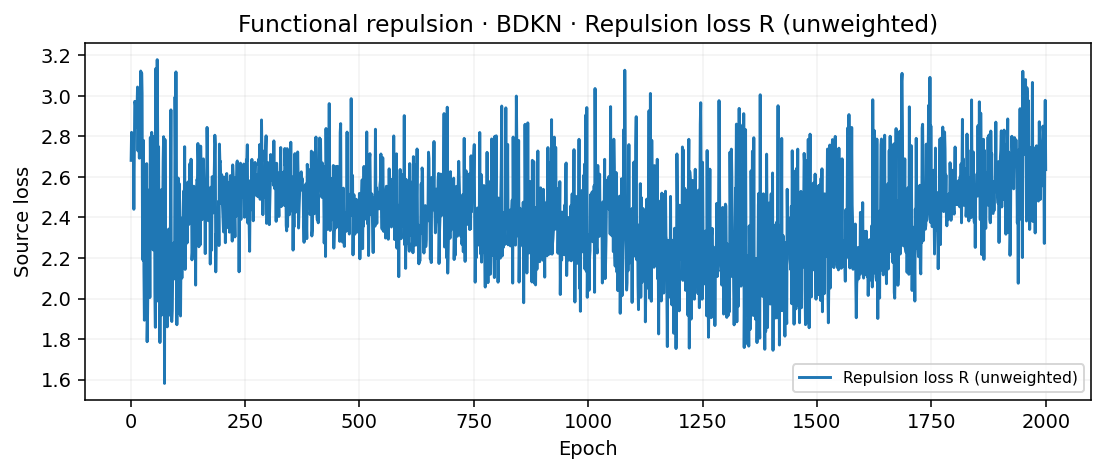 Functional repulsion · BDKN · Repulsion loss R (unweighted)
Source loss
3.2
3.0
2.8
2.6
2.4
2.2
2.0
1.8
1.6
Repulsion loss R (unweighted)
0 250 500 750 1000 1250 1500 1750 2000
Epoch